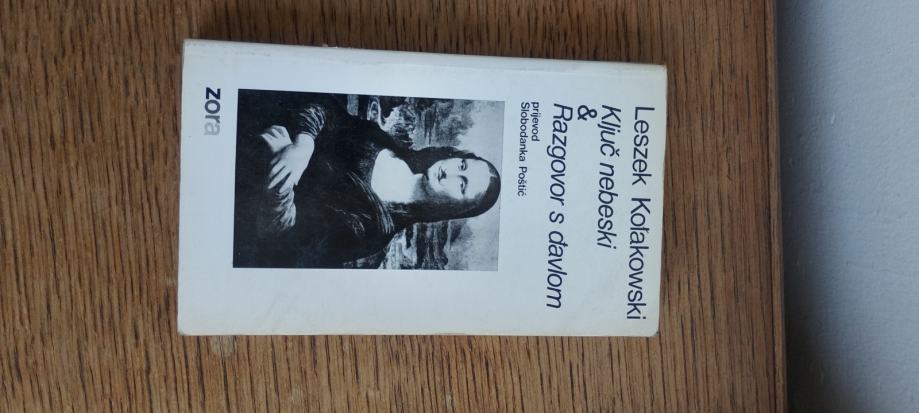 Leszek Kołakowski
Ključ nebeski
&
Razgovor s đavlom
prijevod
Slobodanka Poštić
zora